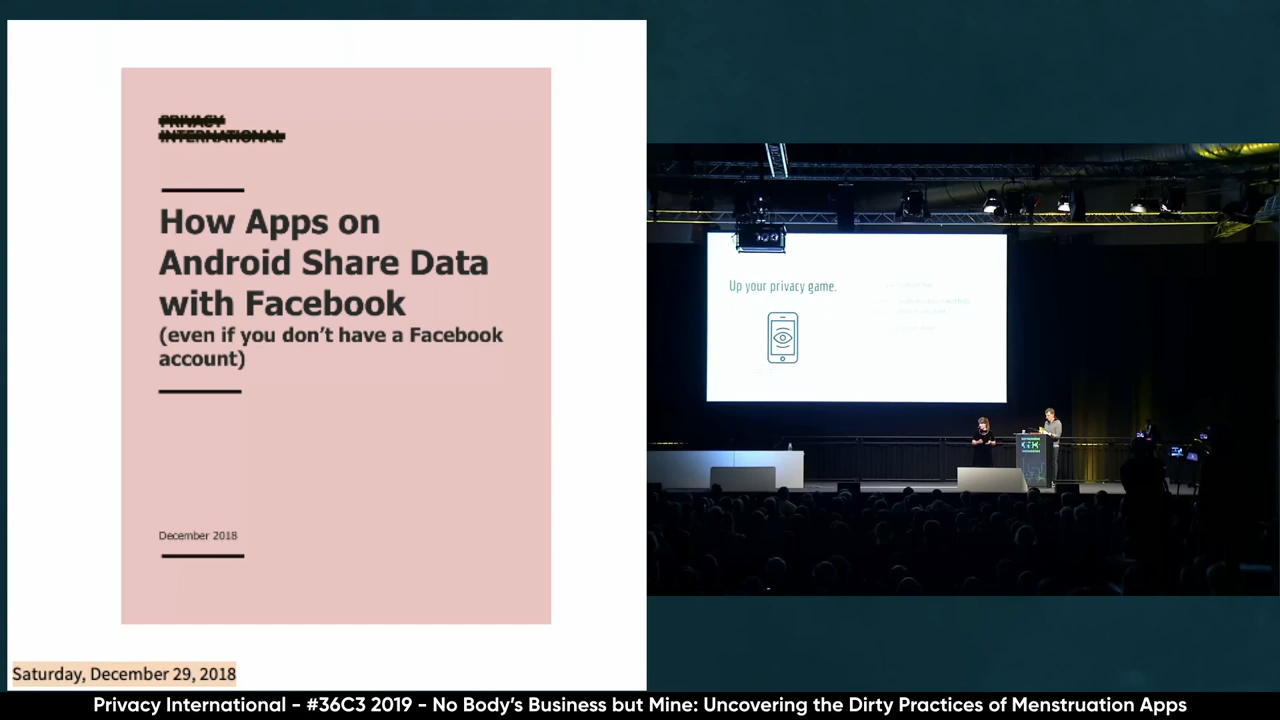 PRIVACY
INTERNATIONAL
How Apps on
Android Share Data
with Facebook
(even if you don't have a Facebook
account)
December 2018
Saturday, December 29, 2018
Up your privacy game.
Privacy International - #36C3 2019 - No Body's Business but Mine: Uncovering the Dirty Practices of Menstruation Apps